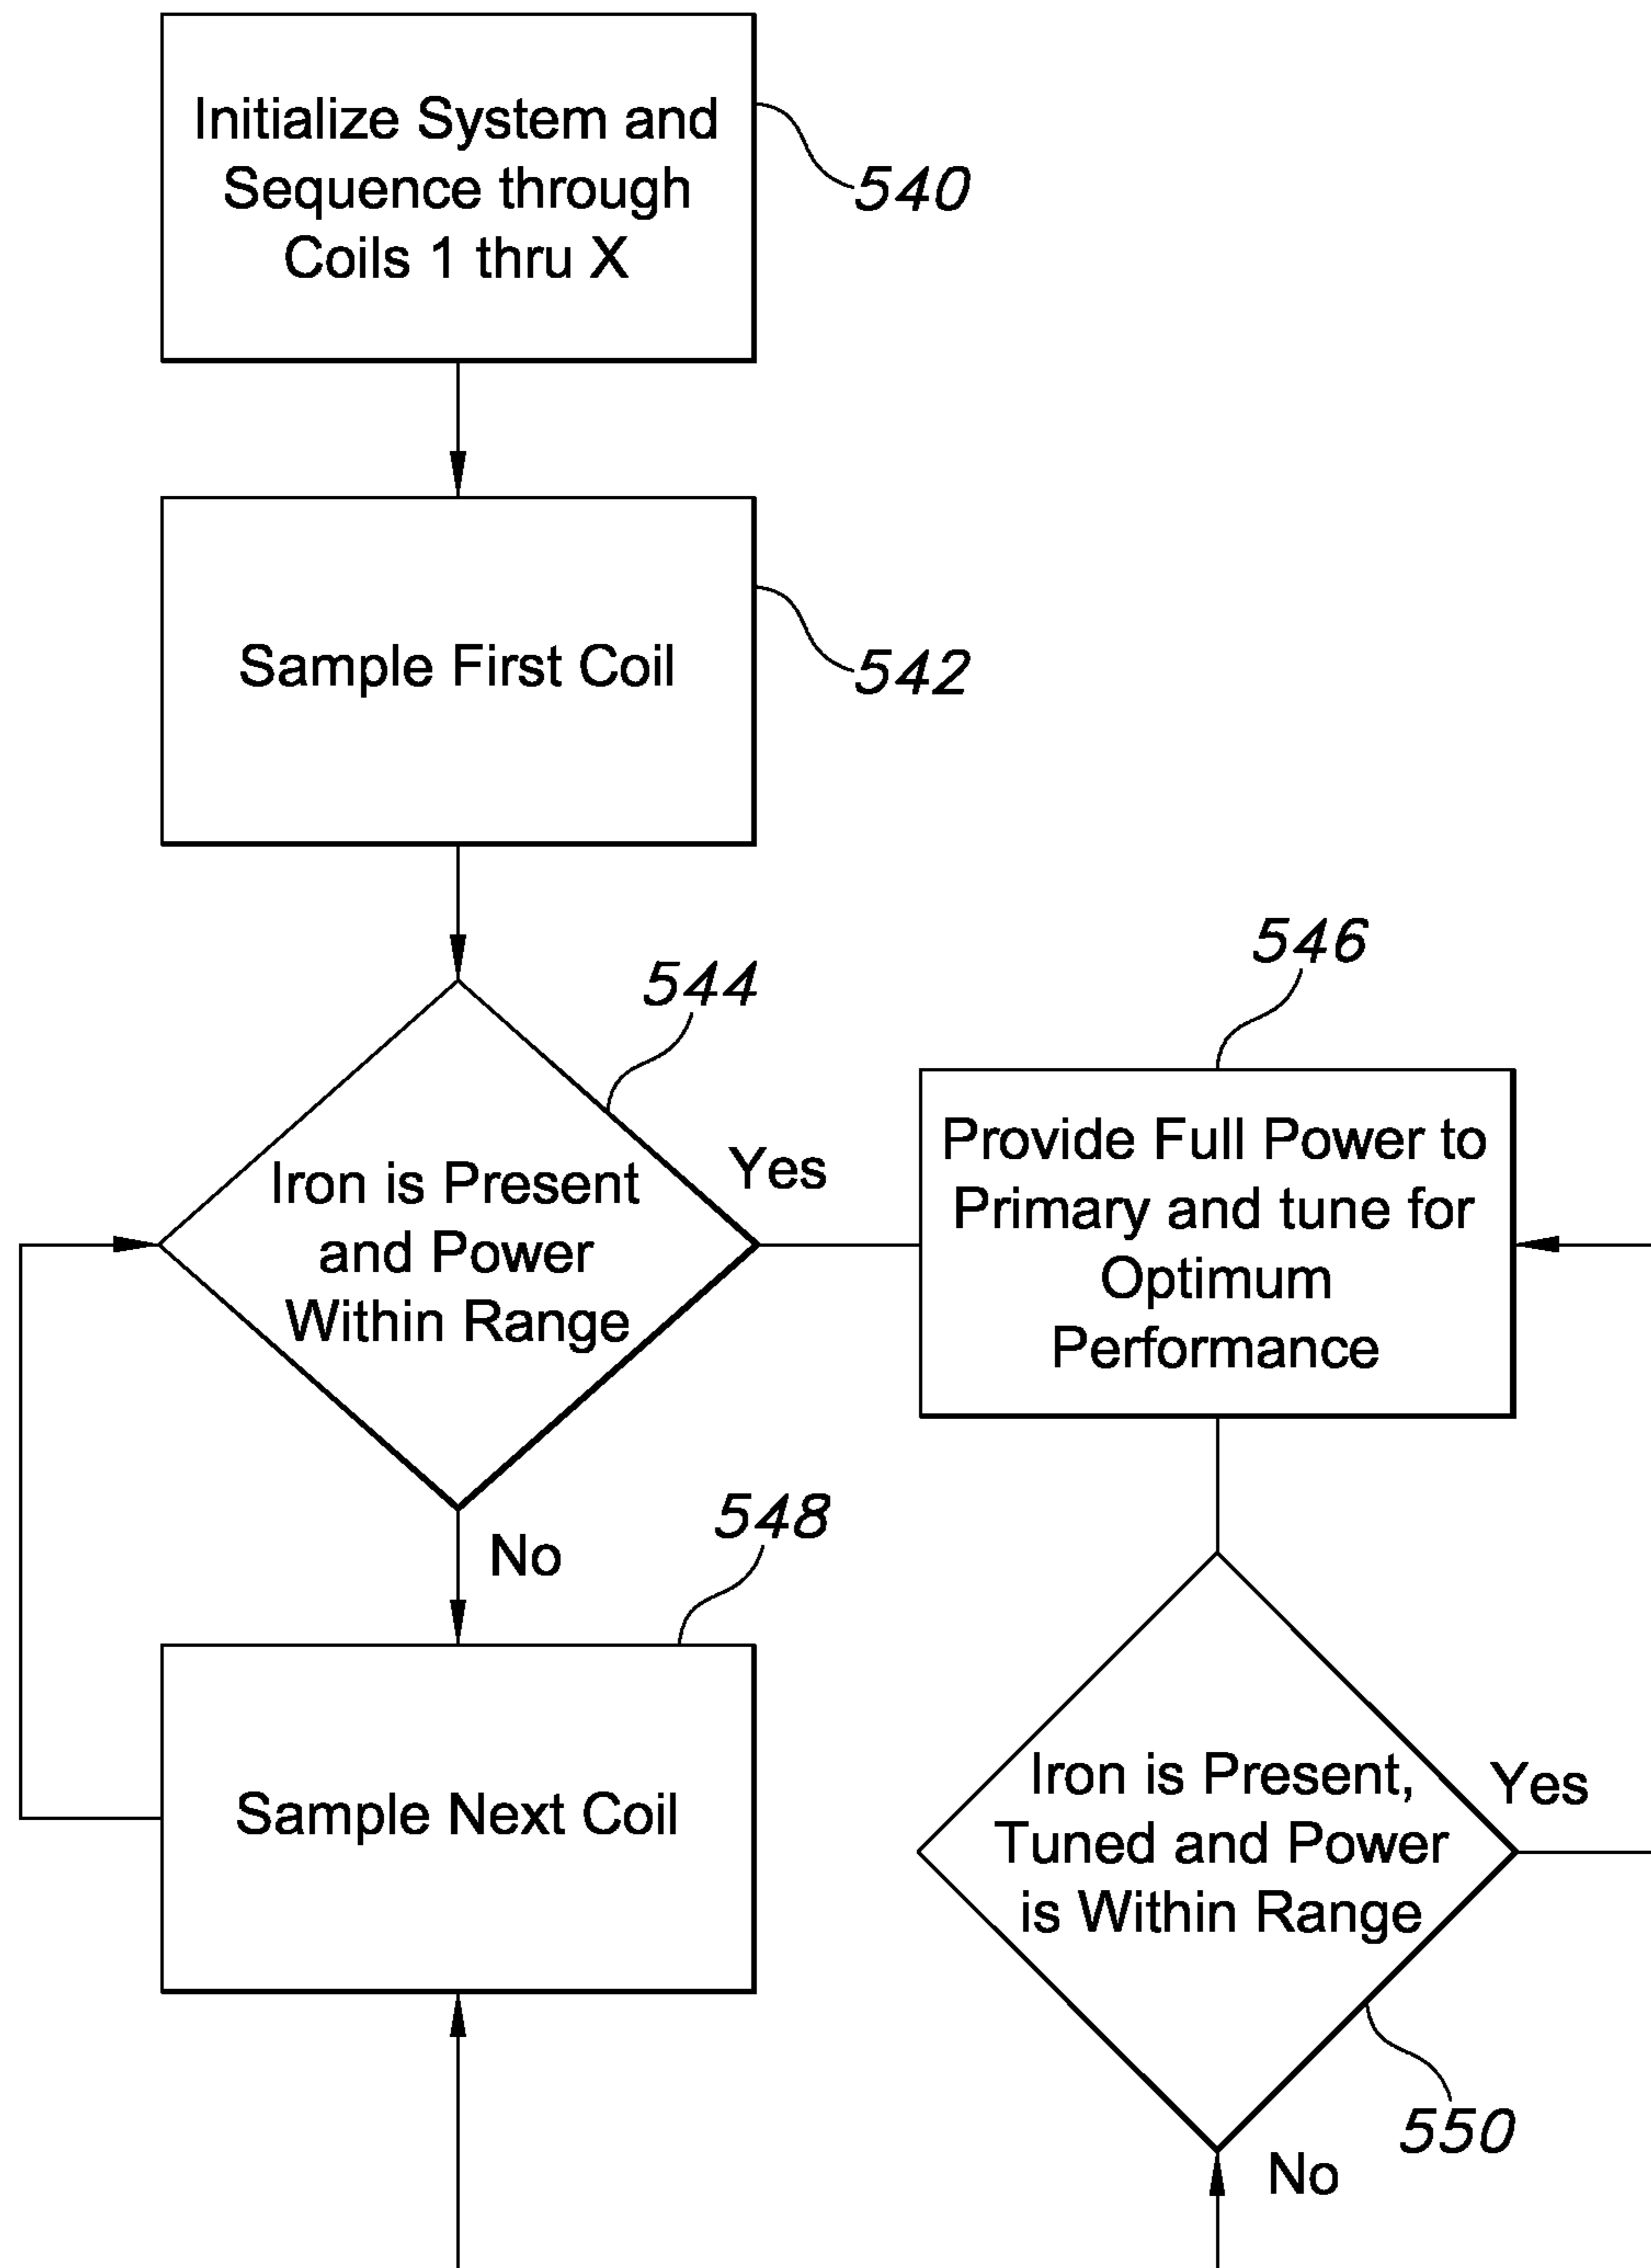 Initialize System and
Sequence through
Coils 1 thru X
540
Sample First Coil
542
544
Iron is Present
and Power
Within Range
Yes
No
546
Provide Full Power to
Primary and tune for
Optimum
Performance
548
Sample Next Coil
Iron is Present,
Tuned and Power
is Within Range
Yes
550
No